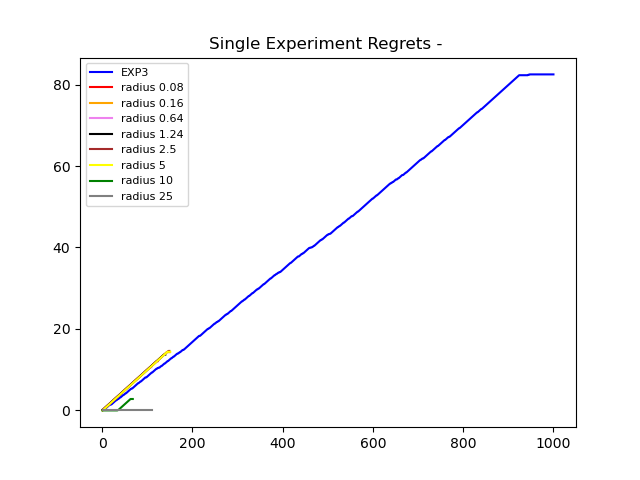 Single Experiment Regrets -
EXP3
radius 0.08
radius 0.16
radius 0.64
radius 1.24
radius 2.5
radius 5
radius 10
radius 25
80
60
40
20
0
0 200 400 600 800 1000